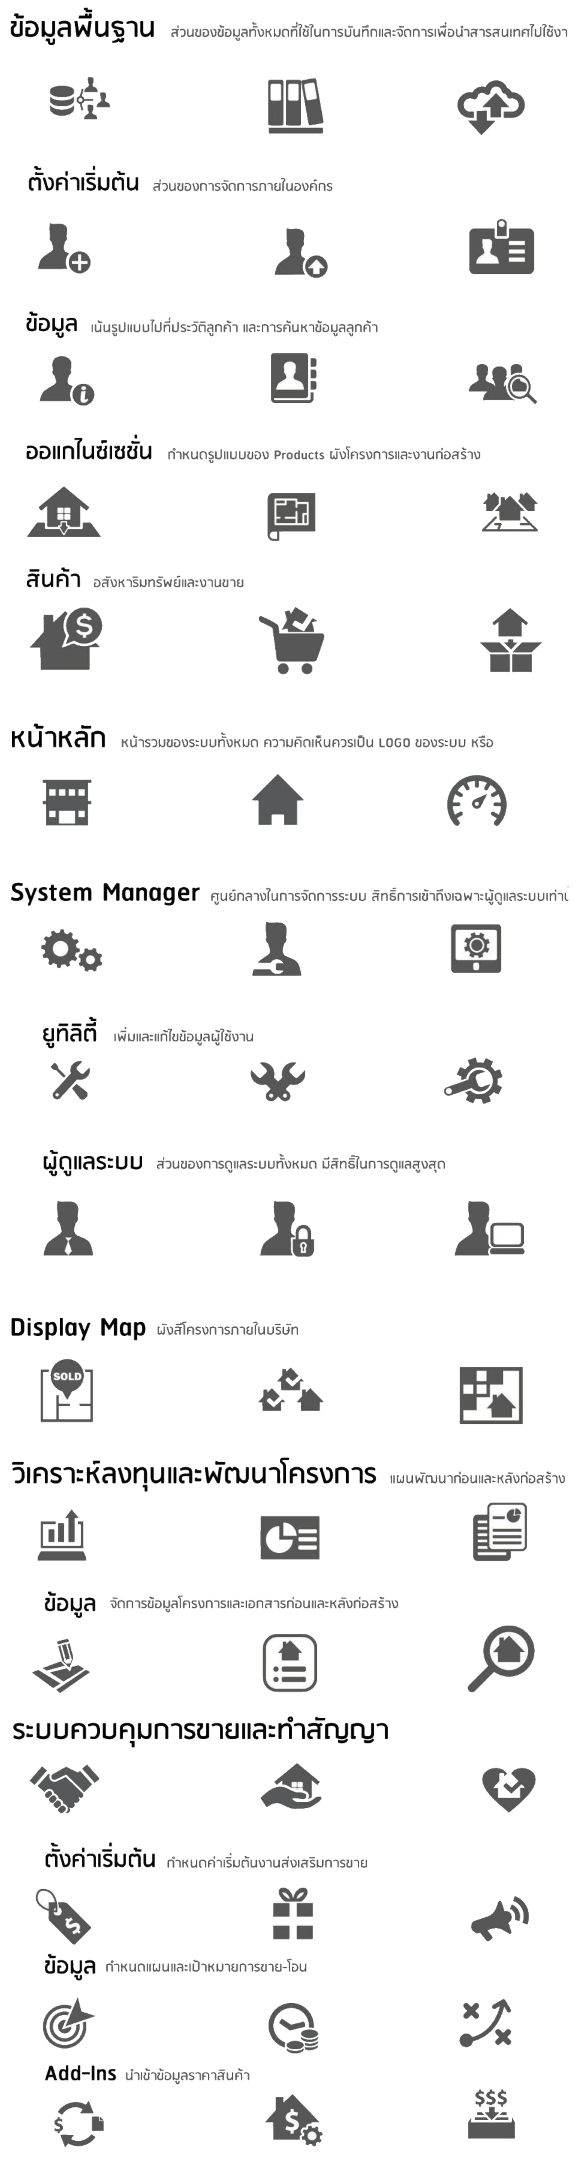 ข้อมูลพื้นฐาน ส่วนของข้อมูลทั้งหมดที่ใช้ในการบันทึกและจัดการเพื่อนำสารสนเทศไปใช้งา
ตั้งค่าเริ่มต้น ส่วนของการจัดการภายในองค์กร
ข้อมูล เน้นรูปแบบไปที่ประวัติลูกค้า และการค้นหาข้อมูลลูกค้า
ออแกไนซ์เซชั่น กำหนดรูปแบบของ Products ผังโครงการและงานก่อสร้าง
สินค้า อสังหาริมทรัพย์และงานขาย
$
หน้าหลัก หน้ารวมของระบบทั้งหมด ความคิดเห็นควรเป็น LOGO ของระบบ หรือ
System Manager ศูนย์กลางในการจัดการระบบ สิทธิ์การเข้าถึงเฉพาะผู้ดูแลระบบเท่านั้
ยูทิลิตี้ เพิ่มและแก้ไขข้อมูลผู้ใช้งาน
ผู้ดูแลระบบ ส่วนของการดูแลระบบทั้งหมด มีสิทธิ์ในการดูแลสูงสุด
Display Map ผังสีโครงการภายในบริษัท
SOLD
วิเคราะห์ลงทุนและพัฒนาโครงการ แผนพัฒนาก่อนและหลังก่อสร้าง
ข้อมูล จัดการข้อมูลโครงการและเอกสารก่อนและหลังก่อสร้าง
ระบบควบคุมการขายและทำสัญญา
ตั้งค่าเริ่มต้น กำหนดค่าเริ่มต้นงานส่งเสริมการขาย
$
ข้อมูล กำหนดแผนและเป้าหมายการขาย-โอน
Add-Ins นำเข้าข้อมูลราคาสินค้า
$ $ $$$